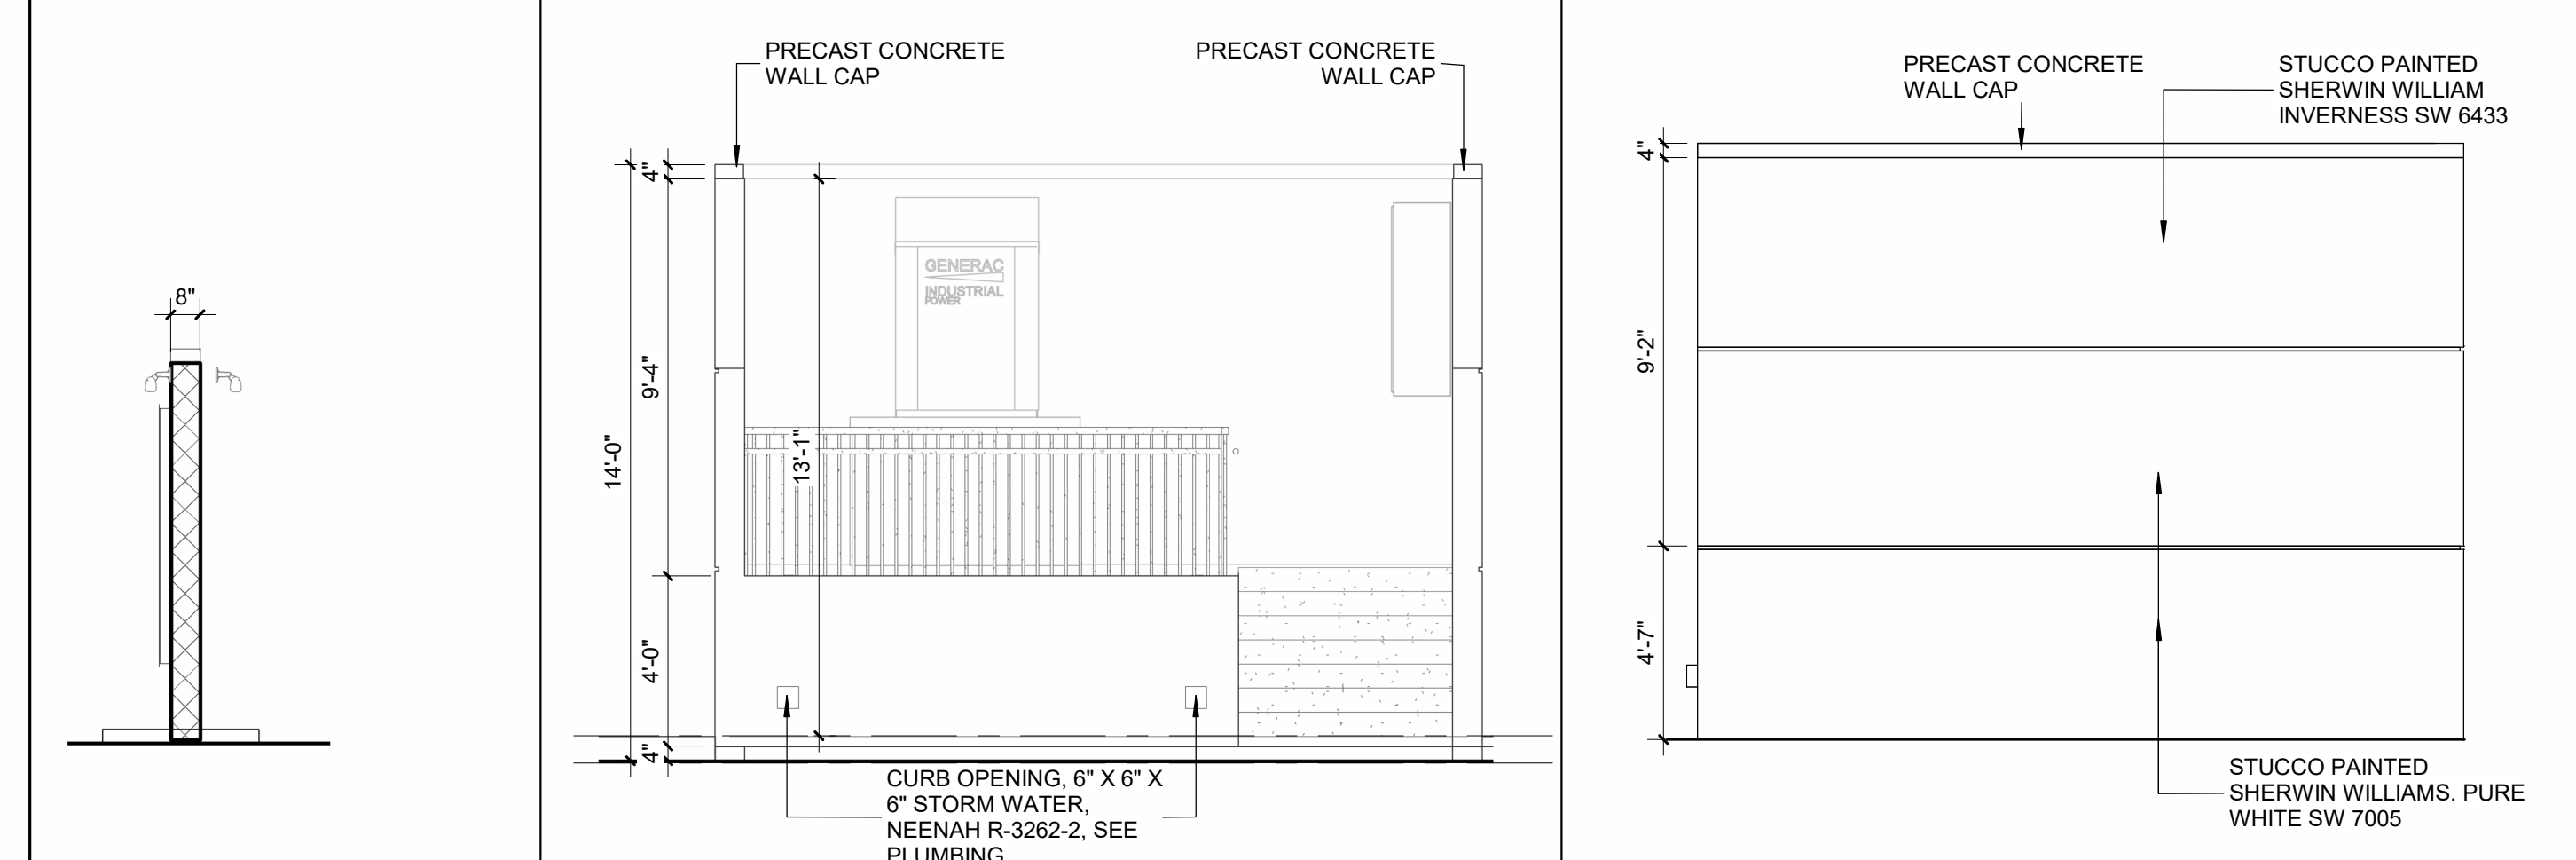 8"
PRECAST CONCRETE
WALL CAP
PRECAST CONCRETE
WALL CAP
4"
9'-4"
14'-0"
13'-1"
4'-0"
4"
GENERAC
INDUSTRIAL
POWER
CURB OPENING, 6" X 6" X
6" STORM WATER,
NEENAH R-3262-2, SEE
PLUMBING
PRECAST CONCRETE
WALL CAP
STUCCO PAINTED
SHERWIN WILLIAM
INVERNESS SW 6433
4"
9'-2"
4'-7"
STUCCO PAINTED
SHERWIN WILLIAMS. PURE
WHITE SW 7005